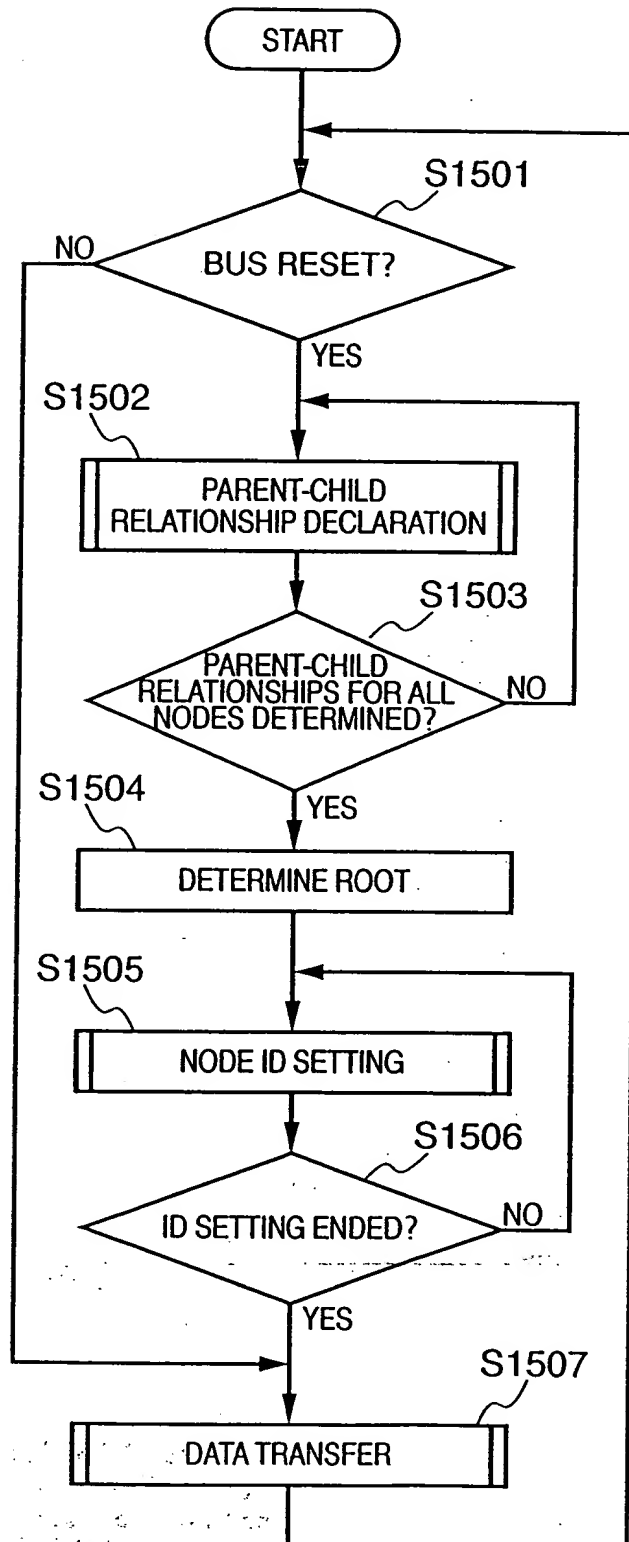 START
S1501
NO
BUS RESET?
YES
S1502
PARENT-CHILD
RELATIONSHIP DECLARATION
S1503
PARENT-CHILD
RELATIONSHIPS FOR ALL
NODES DETERMINED?
NO
S1504
YES
DETERMINE ROOT
S1505
NODE ID SETTING
S1506
ID SETTING ENDED?
NO
YES
S1507
DATA TRANSFER